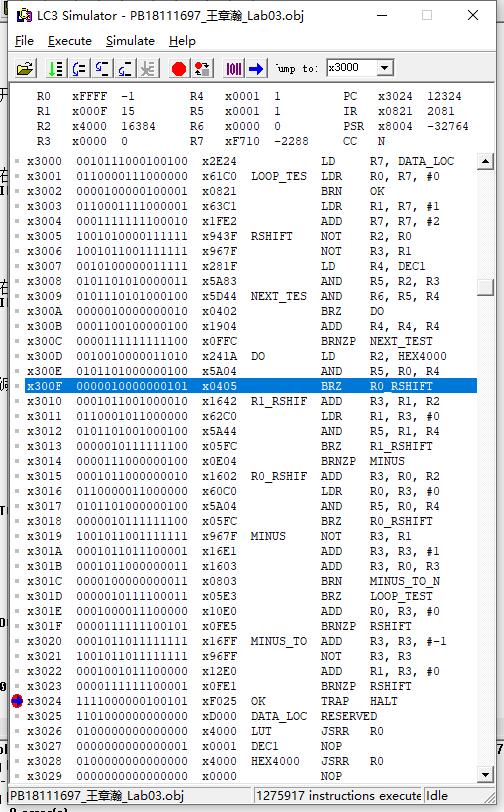 LC3 Simulator - PB18111697_王章瀚_Lab03.obj
File Execute Simulate Help
Jump to: x3000
R0 xFFFF -1 R4 x0001 1 PC x3024 12324
R1 x000F 15 R5 x0001 1 IR x0821 2081
R2 x4000 16384 R6 x0000 0 PSR x8004 -32764
R3 x0000 0 R7 xF710 -2288 CC N
x3000 0010111000100100 x2E24 LD R7, DATA_LOC
x3001 0110000111000000 x61C0 LOOP_TES LDR R0, R7, #0
x3002 0000100000100001 x0821 BRN OK
x3003 0110001111000001 x63C1 LDR R1, R7, #1
x3004 0001111111100010 x1FE2 ADD R7, R7, #2
x3005 1001010000111111 x943F RSHIFT NOT R2, R0
x3006 1001011001111111 x967F NOT R3, R1
x3007 0010100000011111 x281F LD R4, DEC1
x3008 0101101010000011 x5A83 AND R5, R2, R3
x3009 0101110101000100 x5D44 NEXT_TES AND R6, R5, R4
x300A 0000010000000010 x0402 BRZ DO
x300B 0001100100000100 x1904 ADD R4, R4, R4
x300C 0000111111111100 x0FFC BRNZP NEXT_TEST
x300D 0010010000011010 x241A DO LD R2, HEX4000
x300E 0101101000000100 x5A04 AND R5, R0, R4
x300F 0000010000000101 x0405 BRZ R0_RSHIFT
x3010 0001011001000010 x1642 R1_RSHIF ADD R3, R1, R2
x3011 0110001011000000 x62C0 LDR R1, R3, #0
x3012 0101101001000100 x5A44 AND R5, R1, R4
x3013 0000010111111100 x05FC BRZ R1_RSHIFT
x3014 0000111000000100 x0E04 BRNZP MINUS
x3015 0001011000000010 x1602 R0_RSHIF ADD R3, R0, R2
x3016 0110000011000000 x60C0 LDR R0, R3, #0
x3017 0101101000000100 x5A04 AND R5, R0, R4
x3018 0000010111111100 x05FC BRZ R0_RSHIFT
x3019 1001011001111111 x967F MINUS NOT R3, R1
x301A 0001011011100001 x16E1 ADD R3, R3, #1
x301B 0001011000000011 x1603 ADD R3, R0, R3
x301C 0000100000000011 x0803 BRN MINUS_TO_N
x301D 0000010111100011 x05E3 BRZ LOOP_TEST
x301E 0001000011100000 x10E0 ADD R0, R3, #0
x301F 0000111111100101 x0FE5 BRNZP RSHIFT
x3020 0001011011111111 x16FF MINUS_TO ADD R3, R3, #-1
x3021 1001011011111111 x96FF NOT R3, R3
x3022 0001001011100000 x12E0 ADD R1, R3, #0
x3023 0000111111100001 x0FE1 BRNZP RSHIFT
x3024 1111000000100101 xF025 OK TRAP HALT
x3025 1101000000000000 xD000 DATA_LOC RESERVED
x3026 0100000000000000 x4000 LUT JSRR R0
x3027 0000000000000001 x0001 DEC1 NOP
x3028 0100000000000000 x4000 HEX4000 JSRR R0
x3029 0000000000000000 x0000 NOP
PB18111697_王章瀚_Lab03.obj 1275917 instructions execute Idle